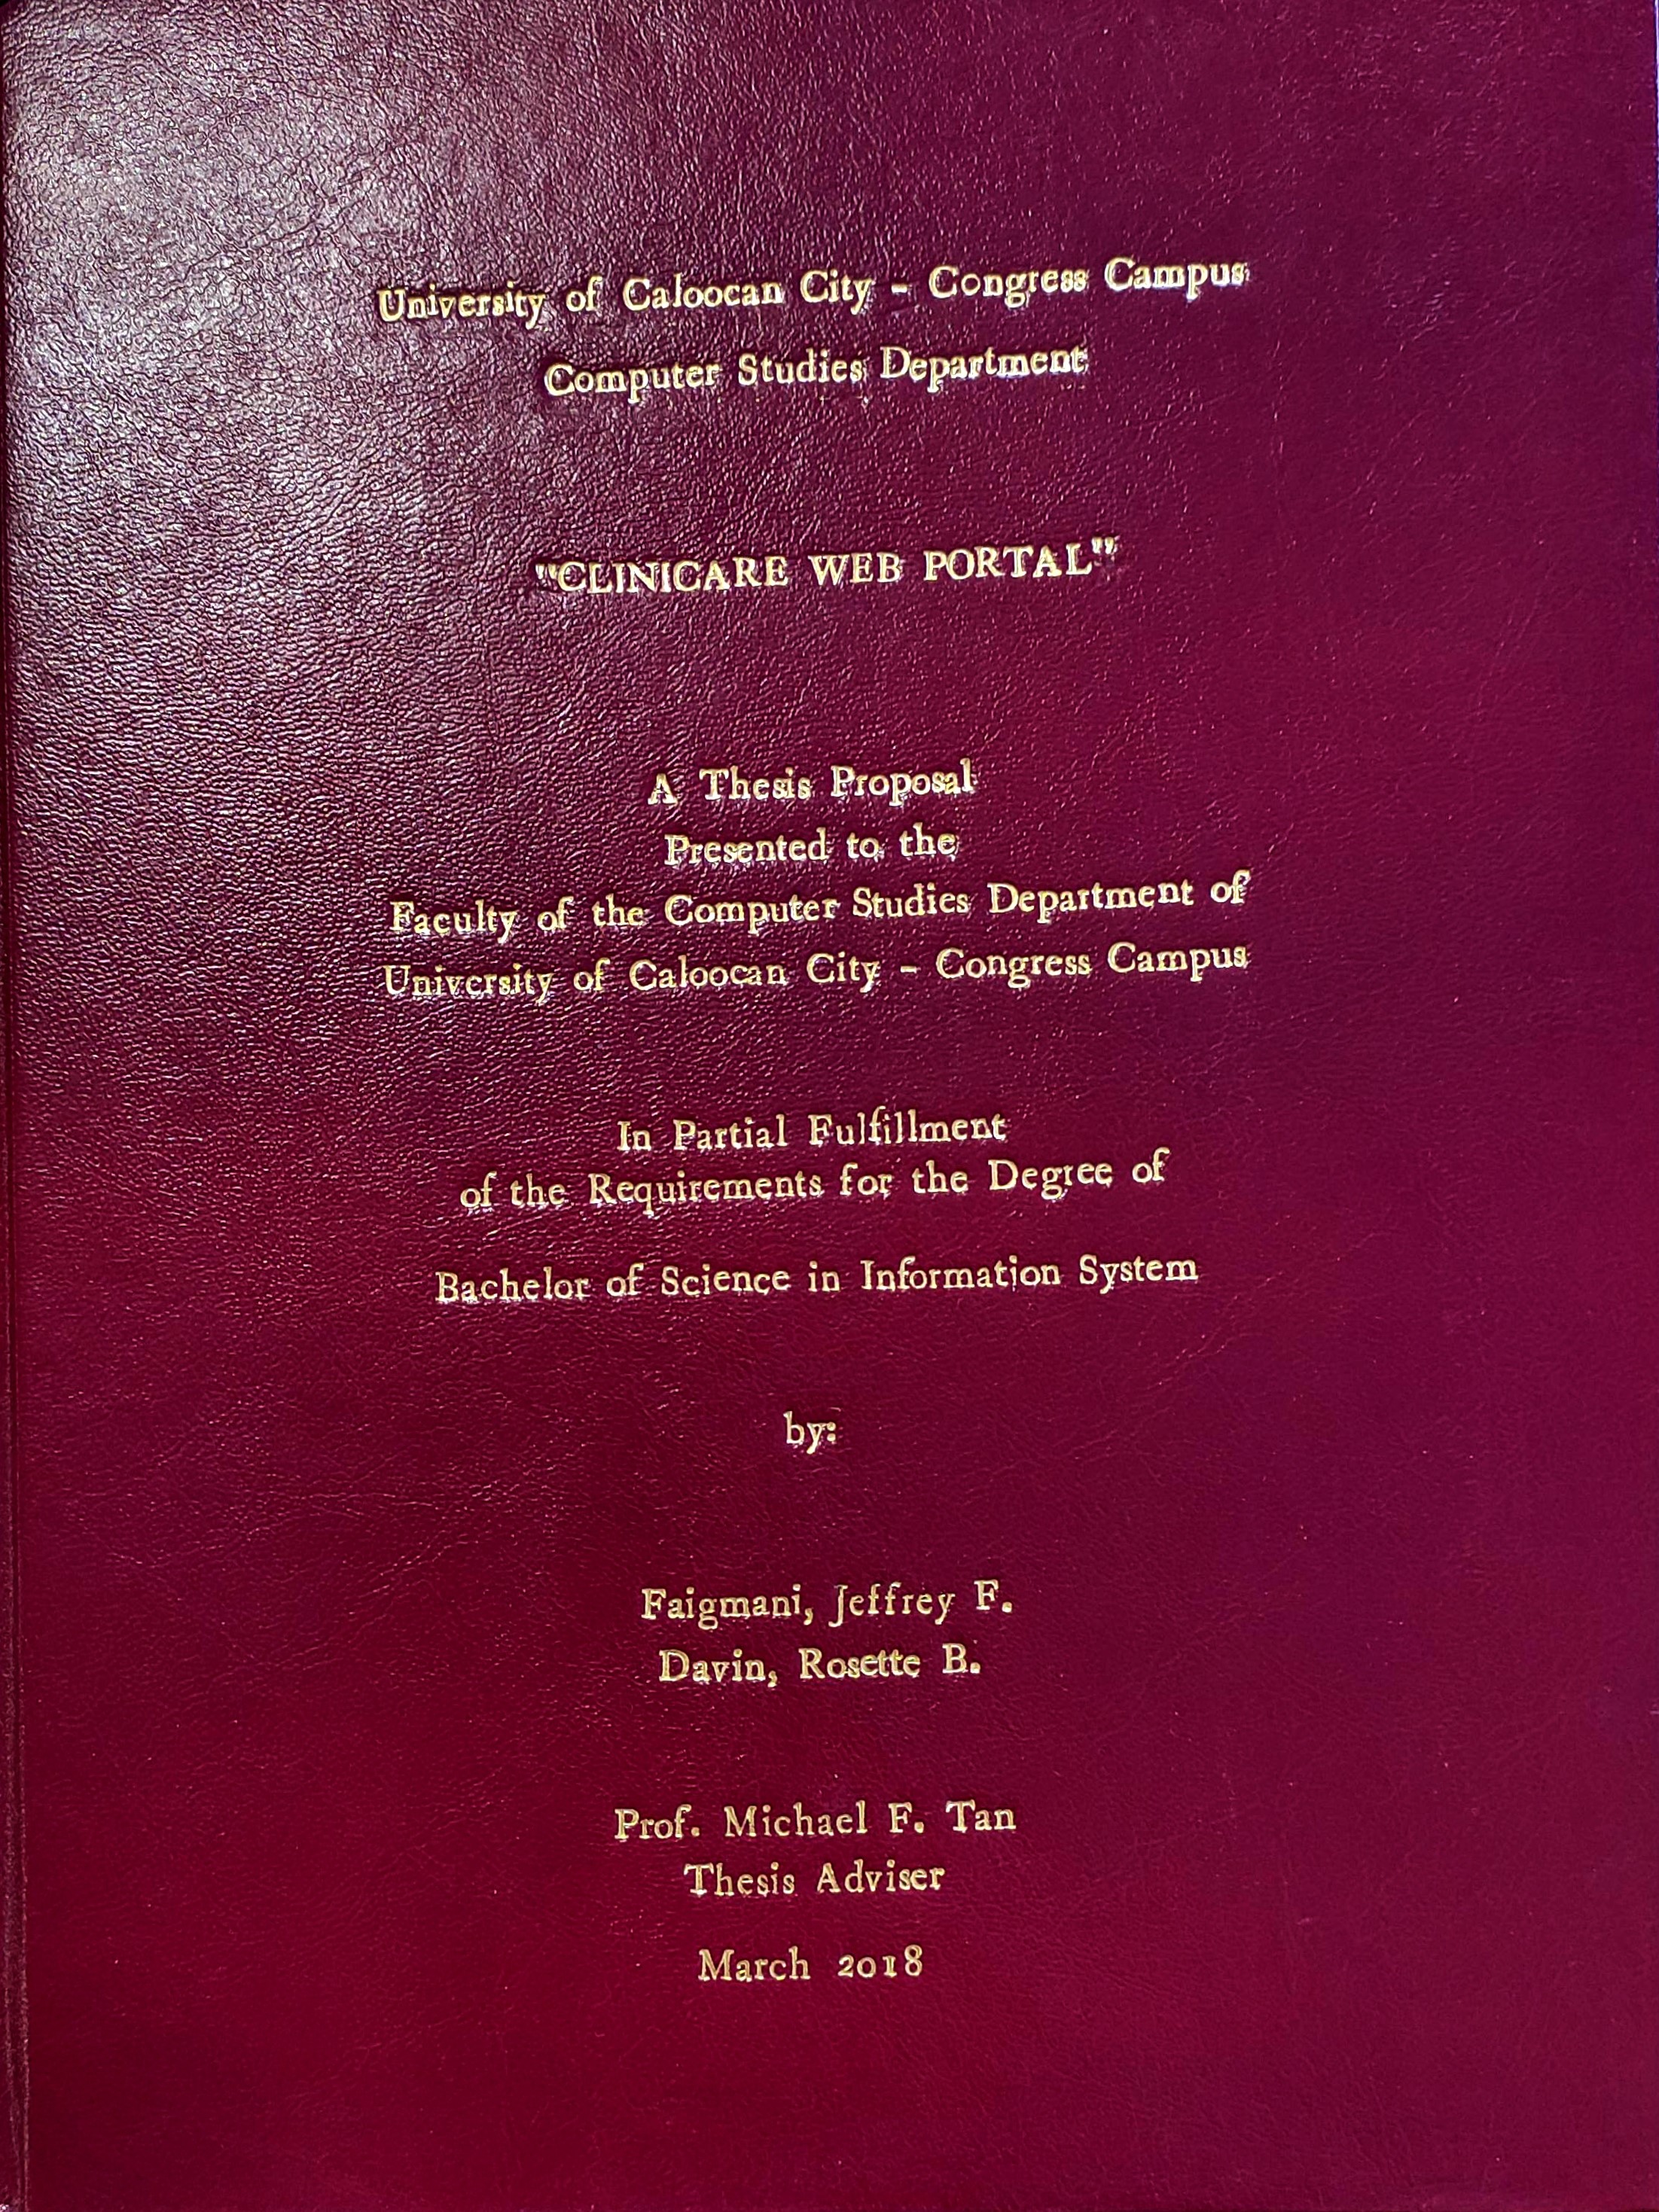 University of Caloocan City - Congress Campus
Computer Studies Department
"CLINICARE WEB PORTAL"
A Thesis Proposal
Presented to the
Faculty of the Computer Studies Department of
University of Caloocan City - Congress Campus
In Partial Fulfillment
of the Requirements for the Degree of
Bachelor of Science in Information System
by:
Faigmani, Jeffrey F.
Davin, Rosette B.
Prof. Michael F. Tan
Thesis Adviser
March 2018